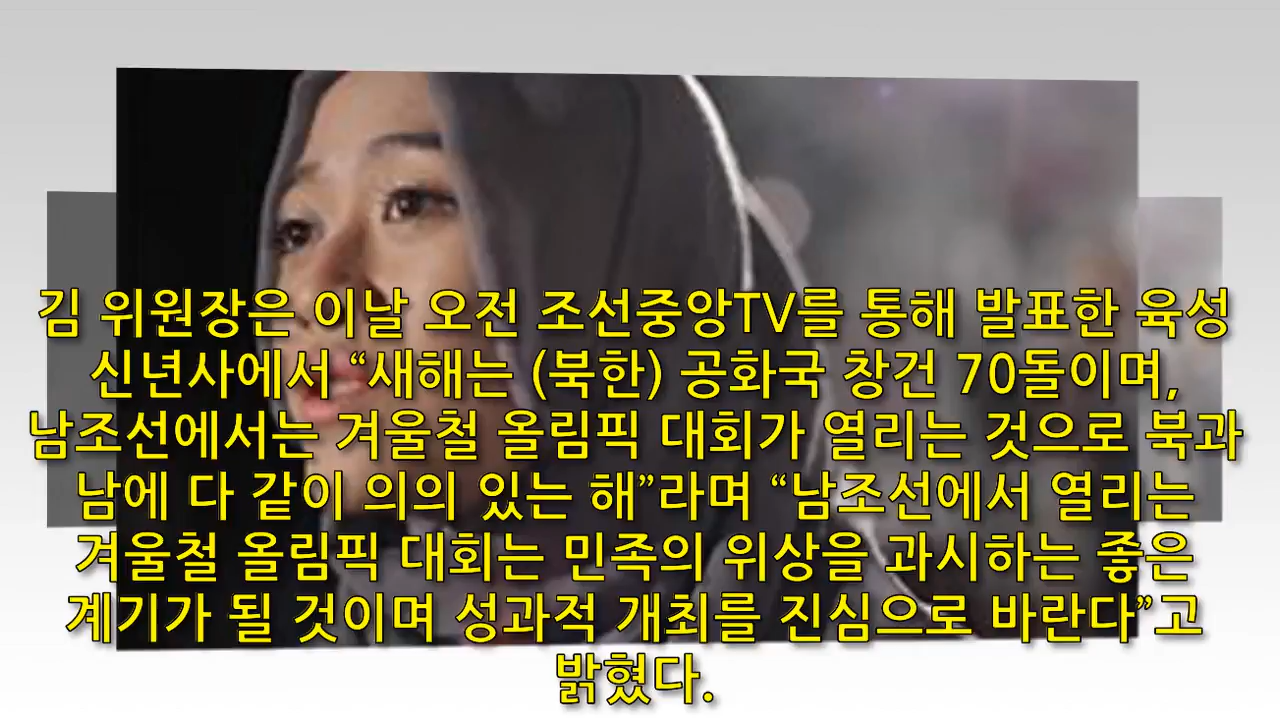 김 위원장은 이날 오전 조선중앙TV를 통해 발표한 육성
신년사에서 “새해는 (북한) 공화국 창건 70돌이며,
남조선에서는 겨울철 올림픽 대회가 열리는 것으로 북과
남에 다 같이 의의 있는 해”라며 “남조선에서 열리는
겨울철 올림픽 대회는 민족의 위상을 과시하는 좋은
계기가 될 것이며 성과적 개최를 진심으로 바란다”고
밝혔다.